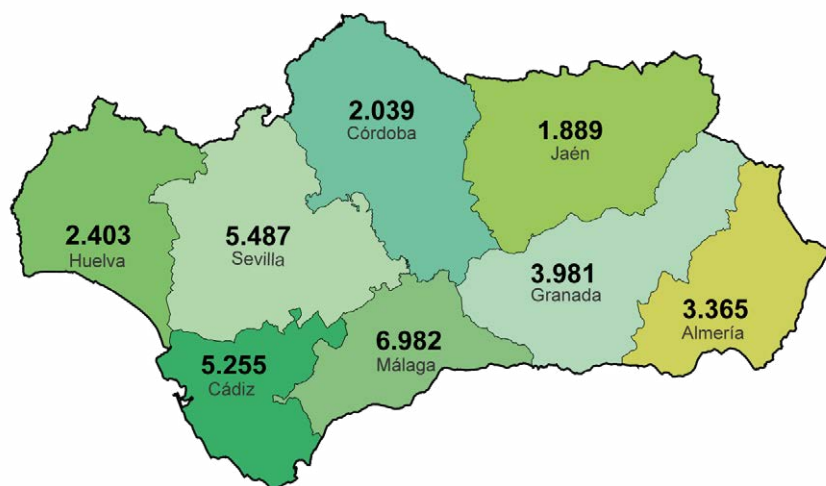 2.039
Córdoba
1.889
Jaén
2.403
Huelva
5.487
Sevilla
3.981
Granada
3.365
Almería
5.255
Cádiz
6.982
Málaga